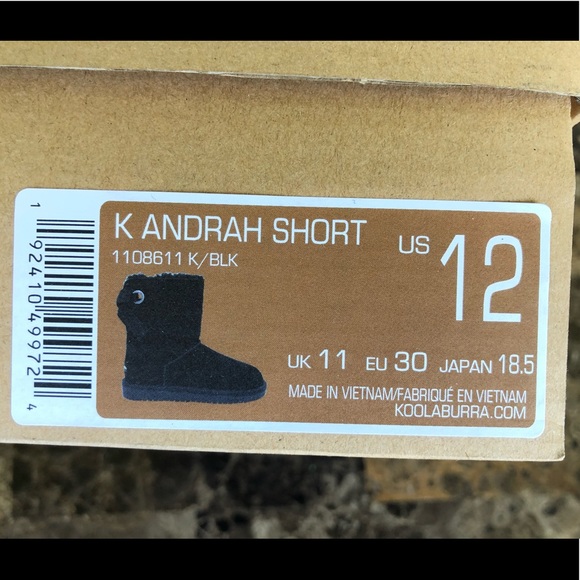 K ANDRAH SHORT
1108611 K/BLK
US 12
UK 11 EU 30 JAPAN 18.5
MADE IN VIETNAM/FABRIQUÉ EN VIETNAM
KOOLABURRA.COM
1 92410 49972 4